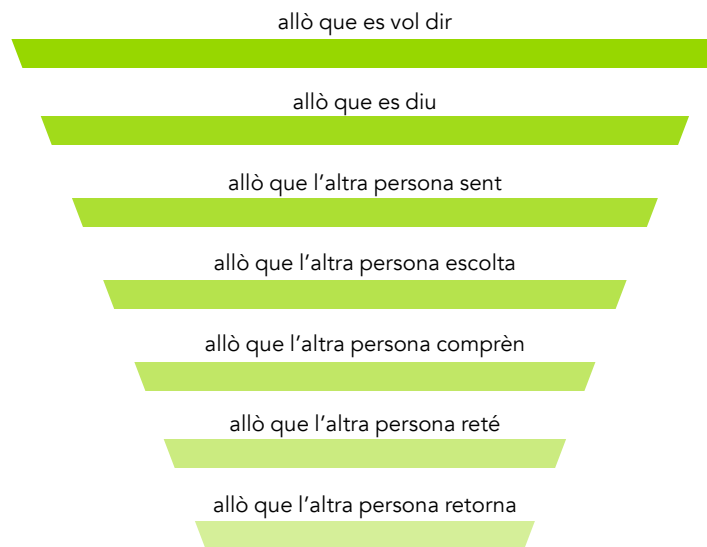 allò que es vol dir
allò que es diu
allò que l’altra persona sent
allò que l’altra persona escolta
allò que l’altra persona comprèn
allò que l’altra persona reté
allò que l’altra persona retorna